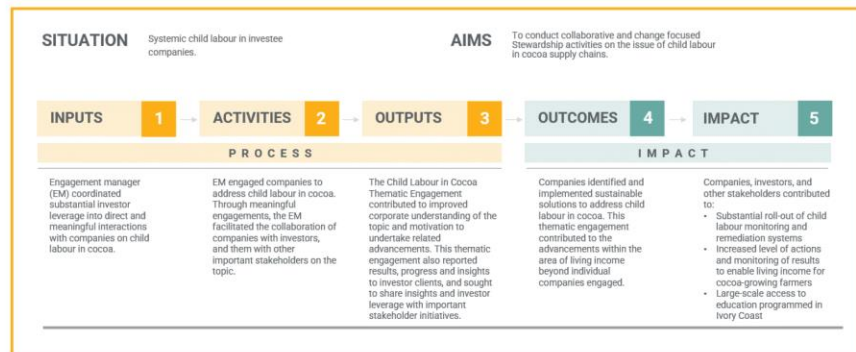 SITUATION
Systemic child labour in investee
companies.
AIMS
To conduct collaborative and change focused
Stewardship activities on the issue of child labour
in cocoa supply chains.
INPUTS 1
ACTIVITIES 2
OUTPUTS 3
OUTCOMES 4
IMPACT 5
PROCESS
IMPACT
Engagement manager
(EM) coordinated
substantial investor
leverage into direct and
meaningful interactions
with companies on child
labour in cocoa.
EM engaged companies to
address child labour in cocoa.
Through meaningful
engagements, the EM
facilitated the collaboration of
companies with investors,
and them with other
important stakeholders on the
topic.
The Child Labour in Cocoa
Thematic Engagement
contributed to improved
corporate understanding of the
topic and motivation to
undertake related
advancements. This thematic
engagement also reported
results, progress and insights
to investor clients, and sought
to share insights and investor
leverage with important
stakeholder initiatives.
Companies identified and
implemented sustainable
solutions to address child
labour in cocoa. This
thematic engagement
contributed to the
advancements within the
area of living income
beyond individual
companies engaged.
Companies, investors, and
other stakeholders contributed
to:
• Substantial roll-out of child
labour monitoring and
remediation systems
• Increased level of actions
and monitoring of results
to enable living income for
cocoa-growing farmers
• Large-scale access to
education programmed in
Ivory Coast